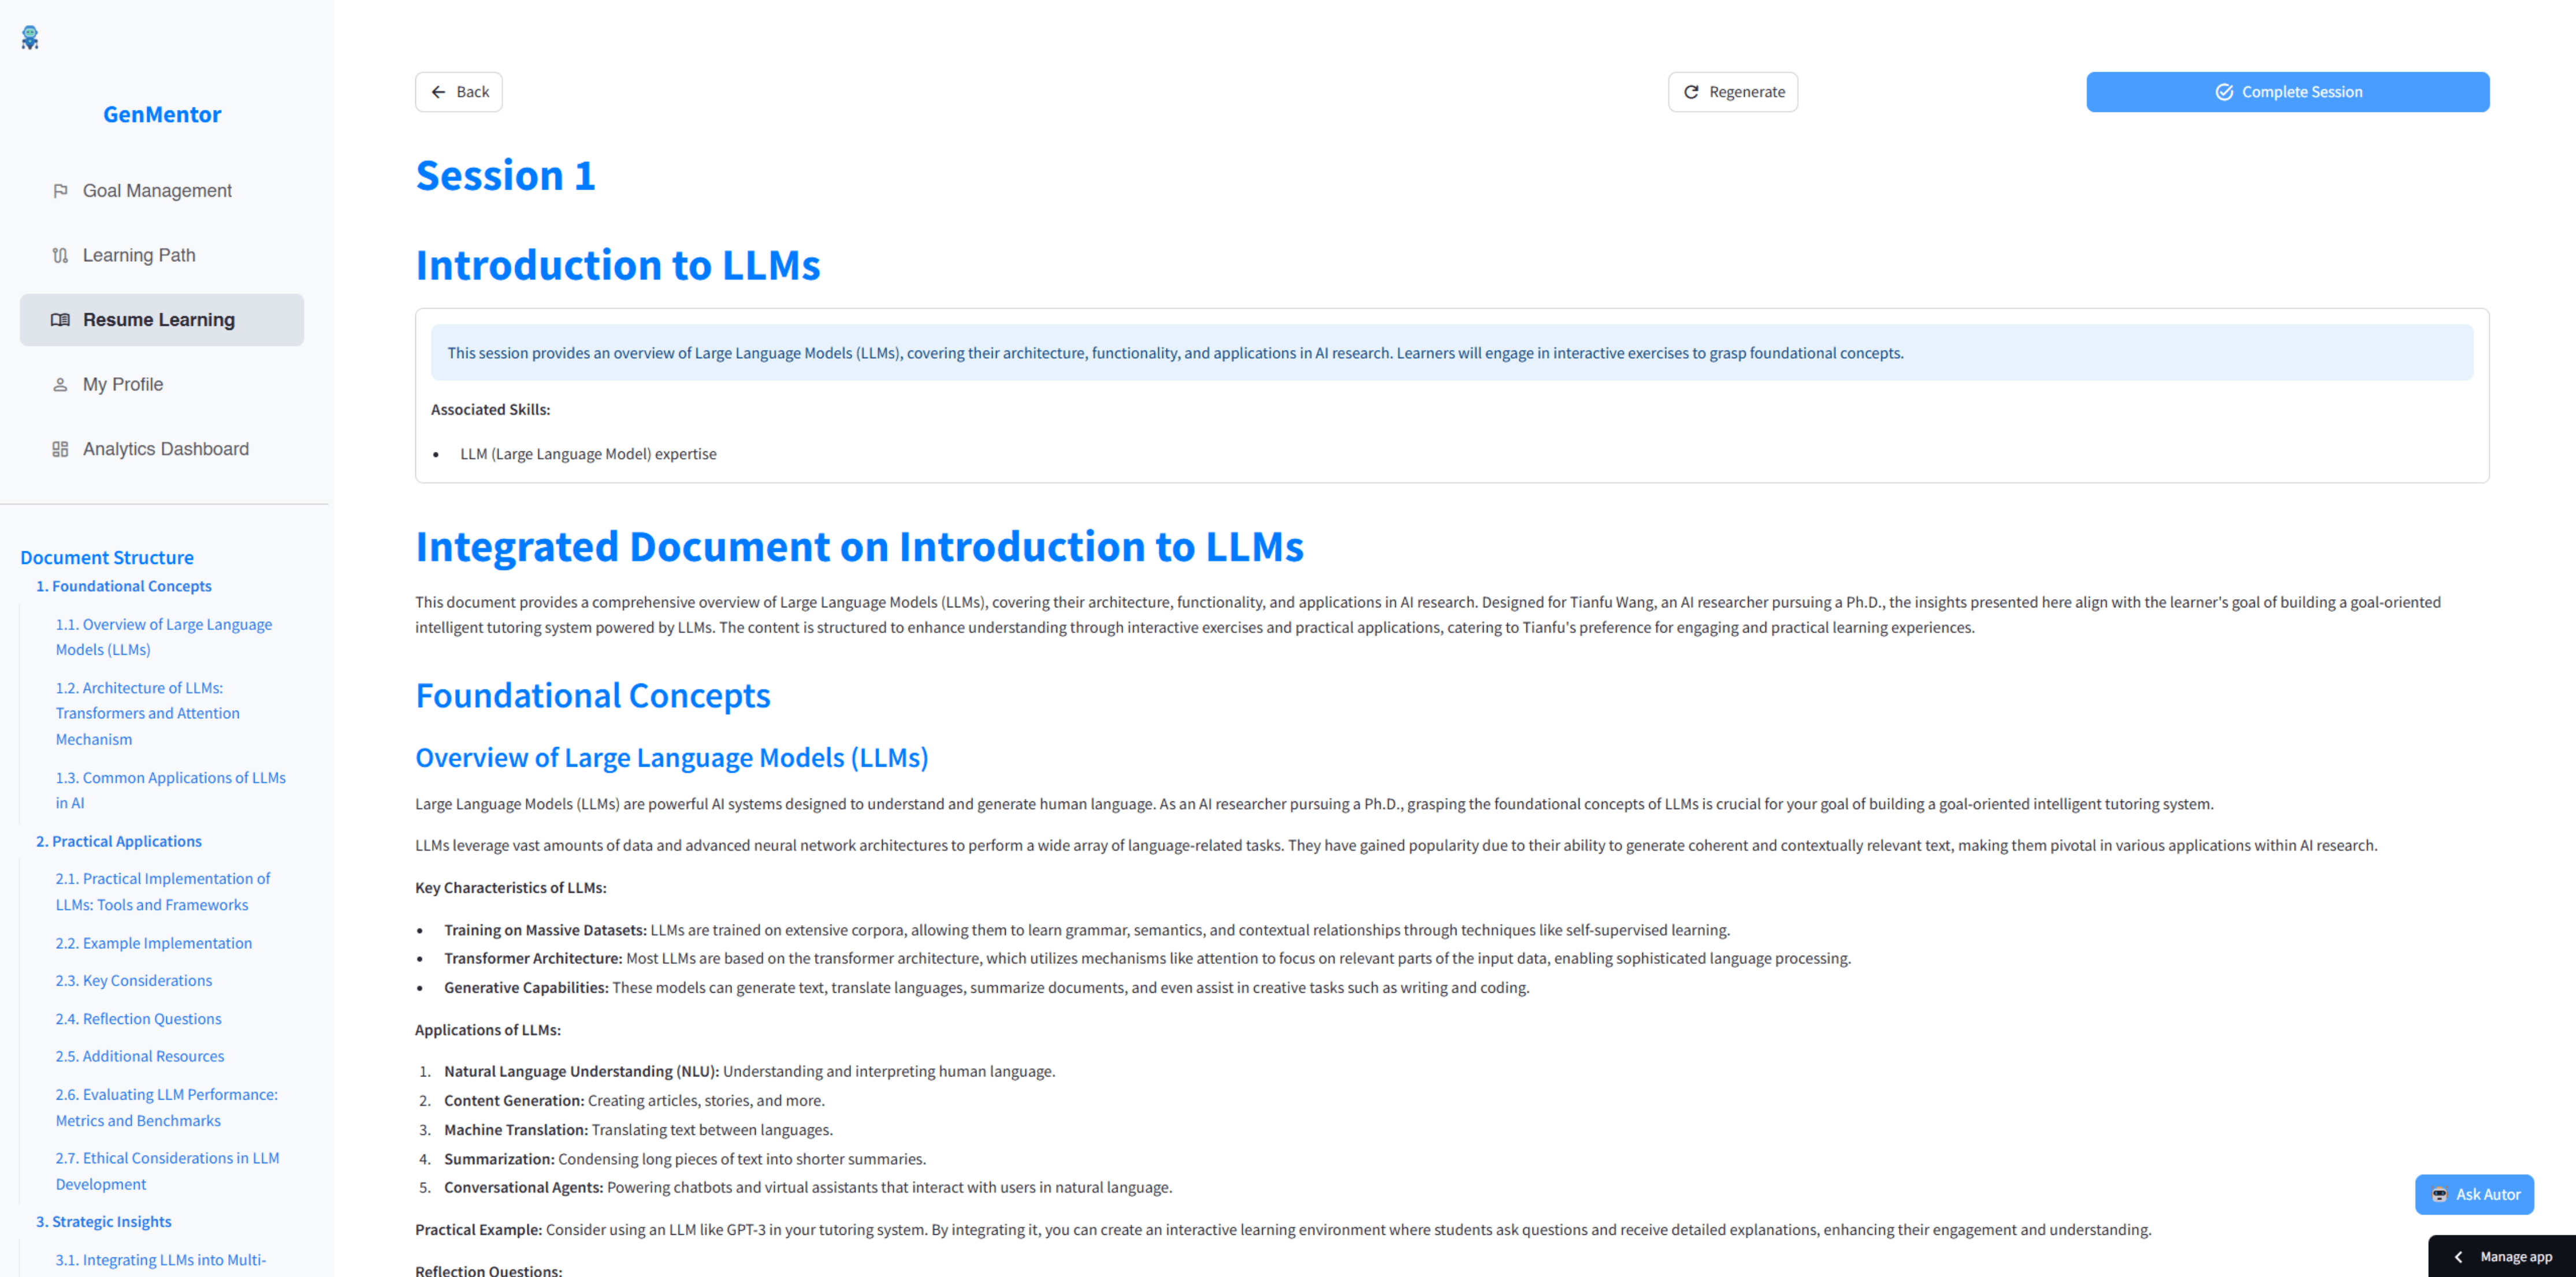 GenMentor
Goal Management
Learning Path
Resume Learning
My Profile
Analytics Dashboard
Document Structure
1. Foundational Concepts
1.1. Overview of Large Language
Models (LLMs)
1.2. Architecture of LLMs:
Transformers and Attention
Mechanism
1.3. Common Applications of LLMs
in AI
2. Practical Applications
2.1. Practical Implementation of
LLMs: Tools and Frameworks
2.2. Example Implementation
2.3. Key Considerations
2.4. Reflection Questions
2.5. Additional Resources
2.6. Evaluating LLM Performance:
Metrics and Benchmarks
2.7. Ethical Considerations in LLM
Development
3. Strategic Insights
3.1. Integrating LLMs into Multi-
Back
Regenerate
Complete Session
Session 1
Introduction to LLMs
This session provides an overview of Large Language Models (LLMs), covering their architecture, functionality, and applications in AI research. Learners will engage in interactive exercises to grasp foundational concepts.
Associated Skills:
• LLM (Large Language Model) expertise
Integrated Document on Introduction to LLMs
This document provides a comprehensive overview of Large Language Models (LLMs), covering their architecture, functionality, and applications in AI research. Designed for Tianfu Wang, an AI researcher pursuing a Ph.D., the insights presented here align with the learner's goal of building a goal-oriented
intelligent tutoring system powered by LLMs. The content is structured to enhance understanding through interactive exercises and practical applications, catering to Tianfu's preference for engaging and practical learning experiences.
Foundational Concepts
Overview of Large Language Models (LLMs)
Large Language Models (LLMs) are powerful AI systems designed to understand and generate human language. As an AI researcher pursuing a Ph.D., grasping the foundational concepts of LLMs is crucial for your goal of building a goal-oriented intelligent tutoring system.
LLMs leverage vast amounts of data and advanced neural network architectures to perform a wide array of language-related tasks. They have gained popularity due to their ability to generate coherent and contextually relevant text, making them pivotal in various applications within AI research.
Key Characteristics of LLMs:
• Training on Massive Datasets: LLMs are trained on extensive corpora, allowing them to learn grammar, semantics, and contextual relationships through techniques like self-supervised learning.
• Transformer Architecture: Most LLMs are based on the transformer architecture, which utilizes mechanisms like attention to focus on relevant parts of the input data, enabling sophisticated language processing.
• Generative Capabilities: These models can generate text, translate languages, summarize documents, and even assist in creative tasks such as writing and coding.
Applications of LLMs:
1. Natural Language Understanding (NLU): Understanding and interpreting human language.
2. Content Generation: Creating articles, stories, and more.
3. Machine Translation: Translating text between languages.
4. Summarization: Condensing long pieces of text into shorter summaries.
5. Conversational Agents: Powering chatbots and virtual assistants that interact with users in natural language.
Practical Example: Consider using an LLM like GPT-3 in your tutoring system. By integrating it, you can create an interactive learning environment where students ask questions and receive detailed explanations, enhancing their engagement and understanding.
Reflection Questions:
Ask Autor
Manage app